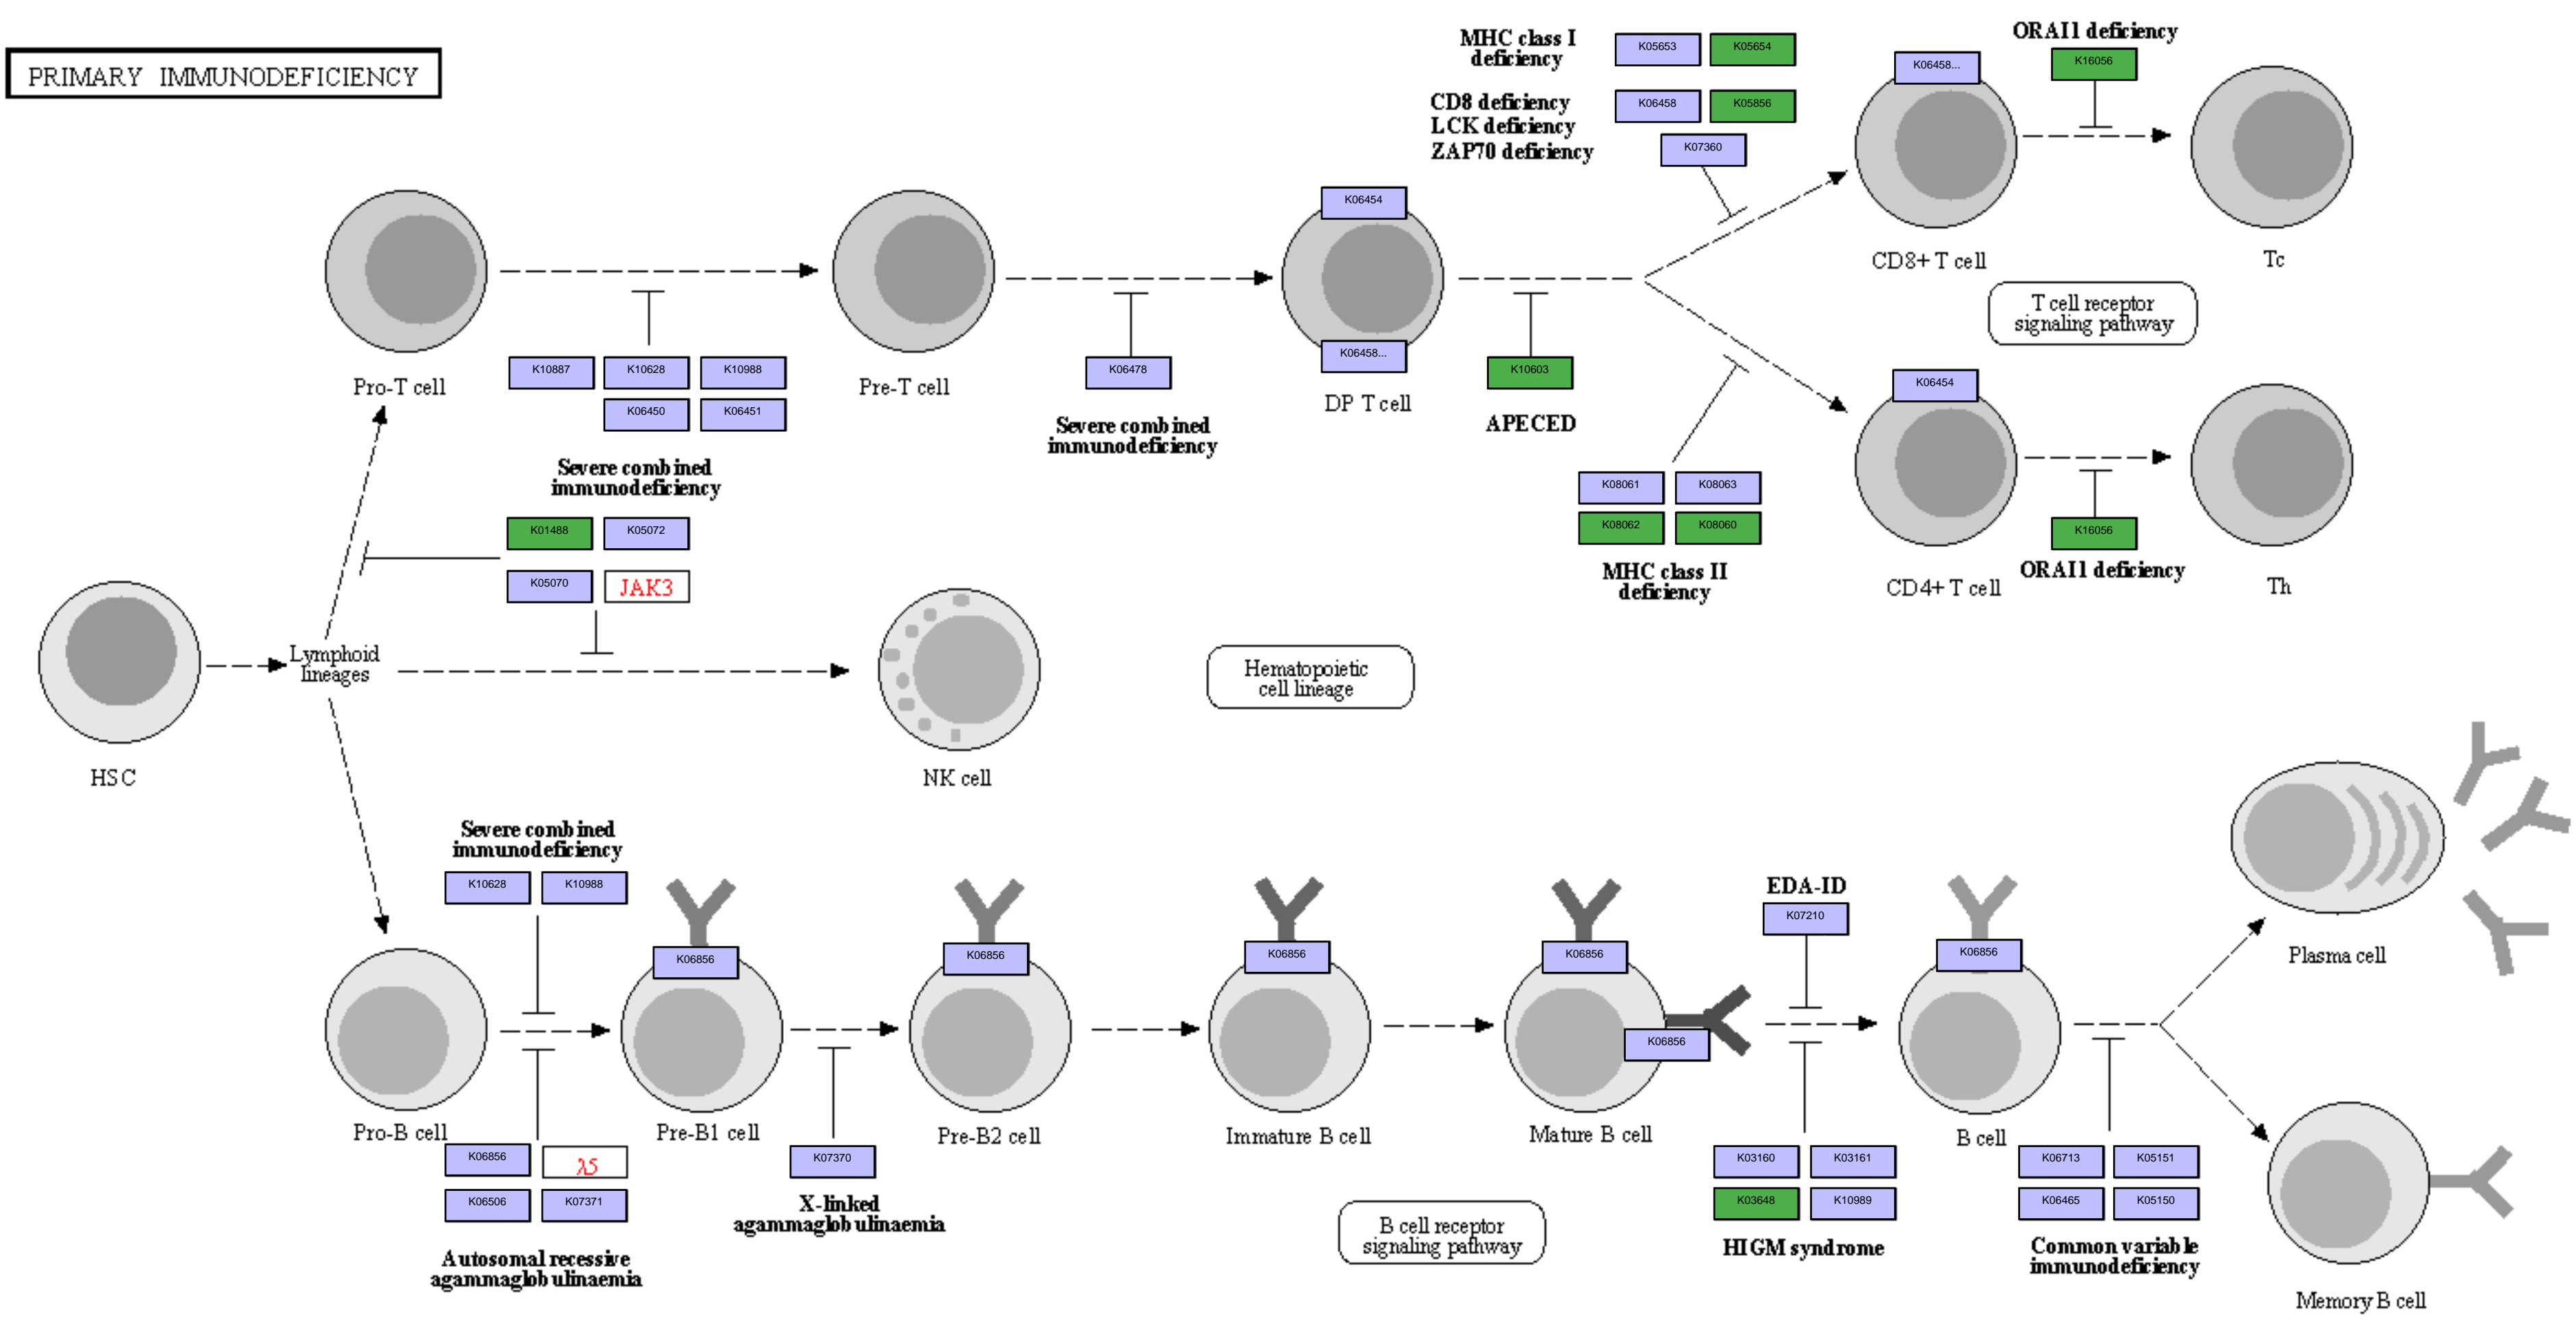 PRIMARY IMMUNODEFICIENCY
MHC class I
deficiency
K05653
K05654
CD8 deficiency
LCK deficiency
ZAP70 deficiency
K06458
K05856
K07360
K06458...
ORAI1 deficiency
K16056
CD8+ T cell
Tc
T cell receptor
signaling pathway
Pro-T cell
K10887
K10628
K10988
K06450
K06451
Severe combined
immunodeficiency
Pre-T cell
K06478
Severe combined
immunodeficiency
K06454
K06458...
DP T cell
K10603
APECED
K08061
K08063
K08062
K08060
MHC class II
deficiency
K06454
CD4+ T cell
K16056
ORAI1 deficiency
Th
K01488
K05072
K05070
JAK3
HSC
Lymphoid
lineages
NK cell
Hematopoietic
cell lineage
Severe combined
immunodeficiency
K10628
K10988
Pro-B cell
K06856
λ5
K06506
K07371
Autosomal recessive
agammaglobulinaemia
K06856
Pre-B1 cell
K07370
X-linked
agammaglobulinaemia
K06856
Pre-B2 cell
K06856
Immature B cell
K06856
K06856
Mature B cell
B cell receptor
signaling pathway
EDA-ID
K07210
K03160
K03161
K03648
K10989
HIGM syndrome
K06856
B cell
K06713
K05151
K06465
K05150
Common variable
immunodeficiency
Plasma cell
Memory B cell